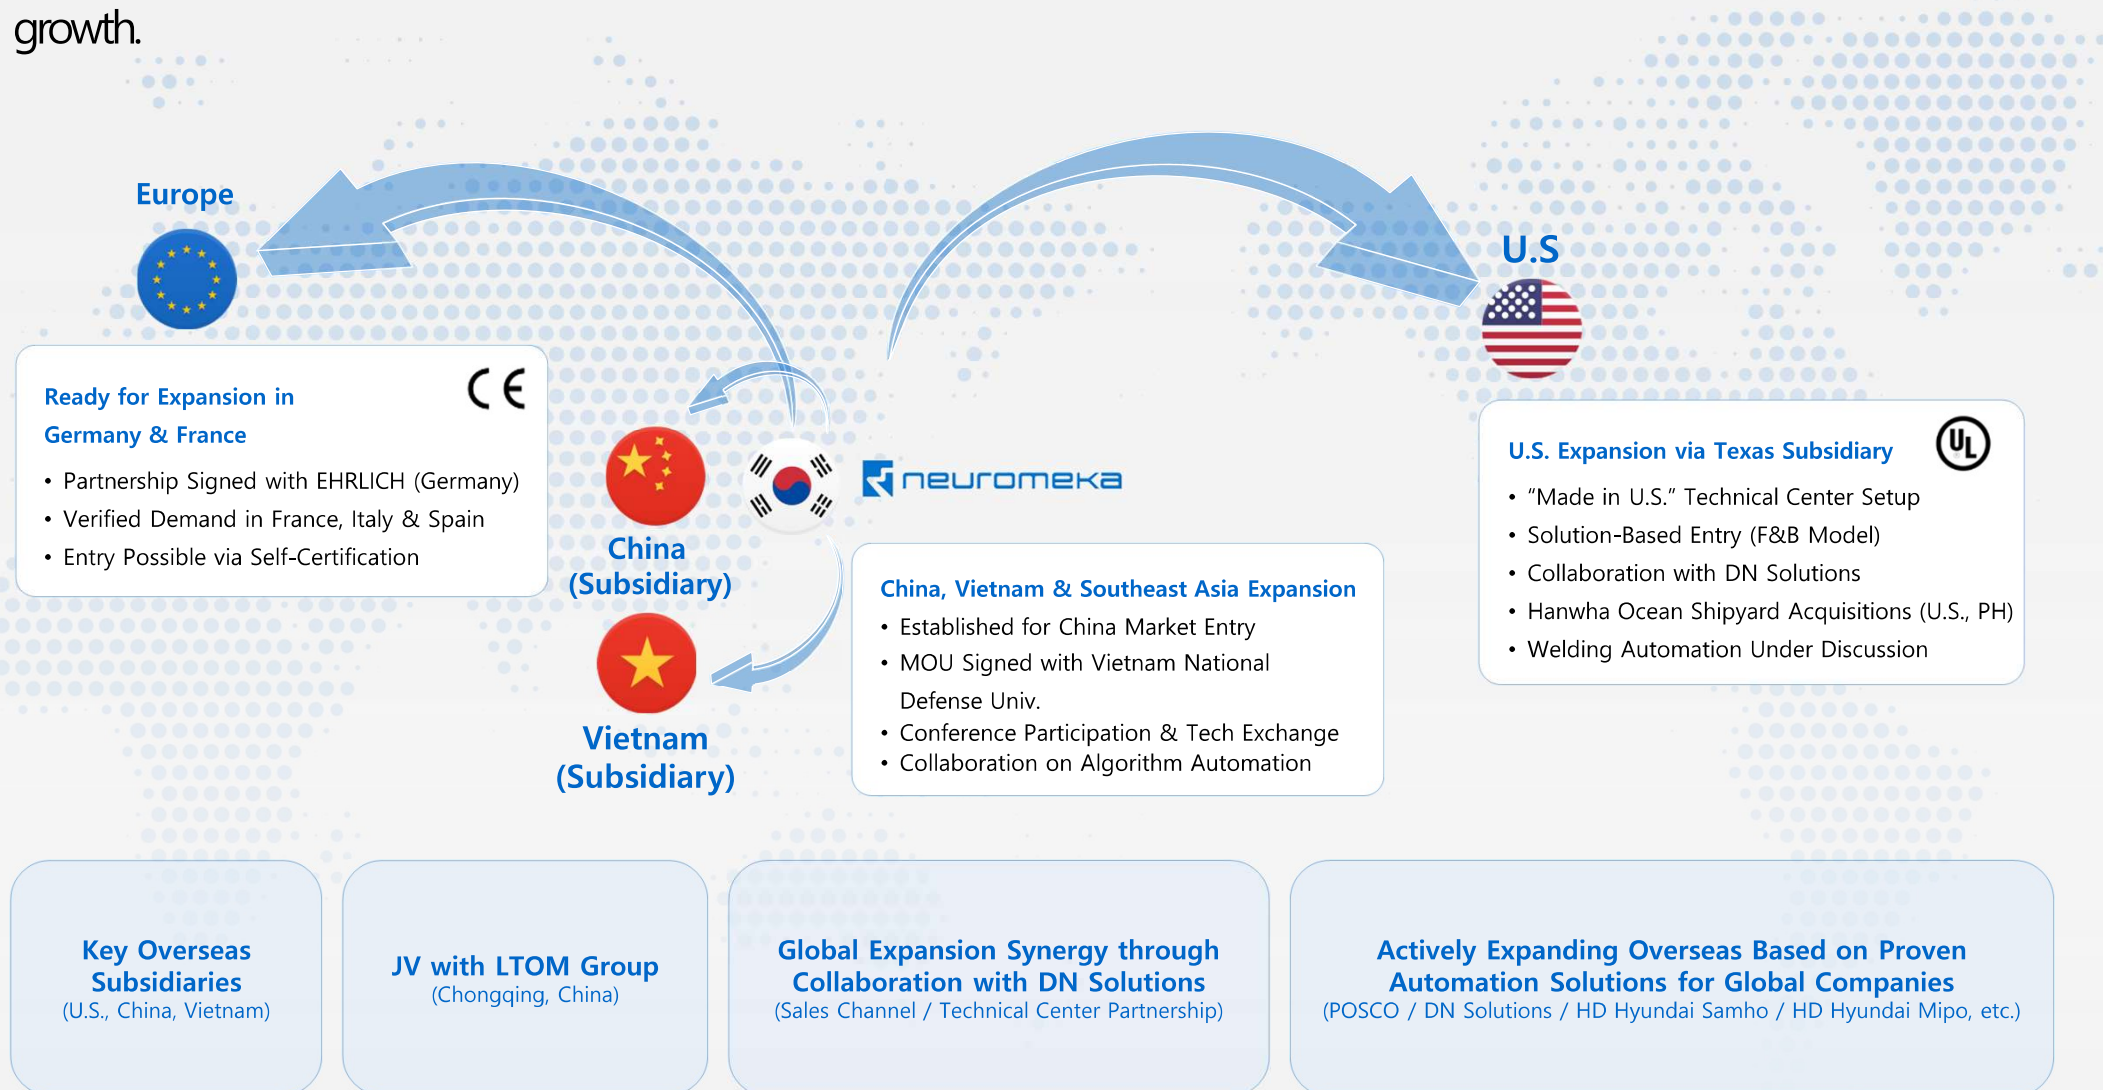 growth.
Europe
CE
Ready for Expansion in
Germany & France
• Partnership Signed with EHRLICH (Germany)
• Verified Demand in France, Italy & Spain
• Entry Possible via Self-Certification
China
(Subsidiary)
Vietnam
(Subsidiary)
neuromeka
China, Vietnam & Southeast Asia Expansion
• Established for China Market Entry
• MOU Signed with Vietnam National
Defense Univ.
• Conference Participation & Tech Exchange
• Collaboration on Algorithm Automation
U.S
UL
U.S. Expansion via Texas Subsidiary
• “Made in U.S.” Technical Center Setup
• Solution-Based Entry (F&B Model)
• Collaboration with DN Solutions
• Hanwha Ocean Shipyard Acquisitions (U.S., PH)
• Welding Automation Under Discussion
Key Overseas
Subsidiaries
(U.S., China, Vietnam)
JV with LTOM Group
(Chongqing, China)
Global Expansion Synergy through
Collaboration with DN Solutions
(Sales Channel / Technical Center Partnership)
Actively Expanding Overseas Based on Proven
Automation Solutions for Global Companies
(POSCO / DN Solutions / HD Hyundai Samho / HD Hyundai Mipo, etc.)